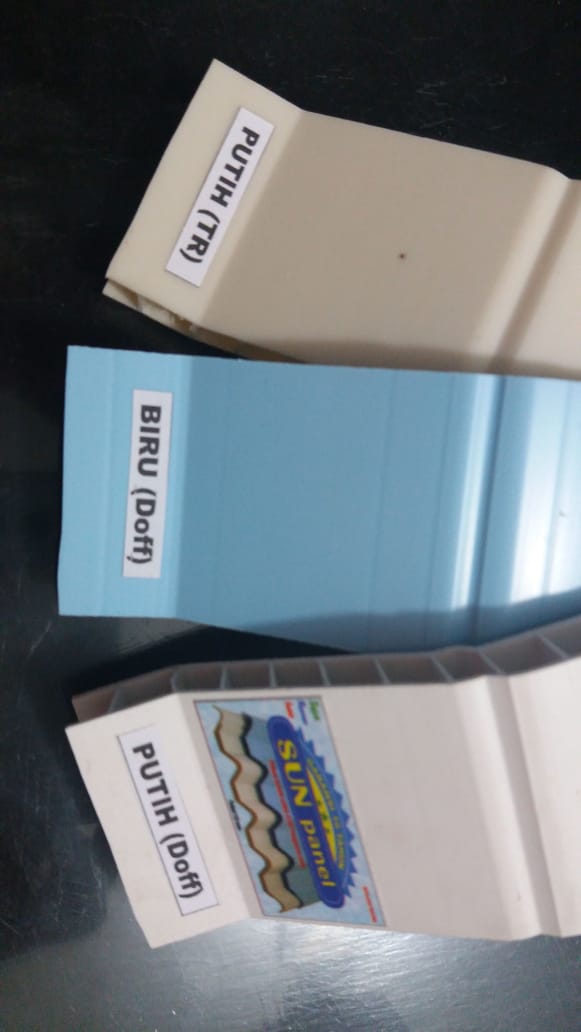 PUTIH (TR)
BIRU (Doff)
PUTIH (Doff)
SUN panel